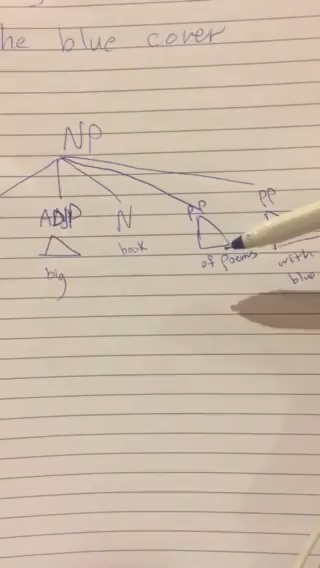 he blue cover
NP
ADJP N PP PP
big book of poems with
blue